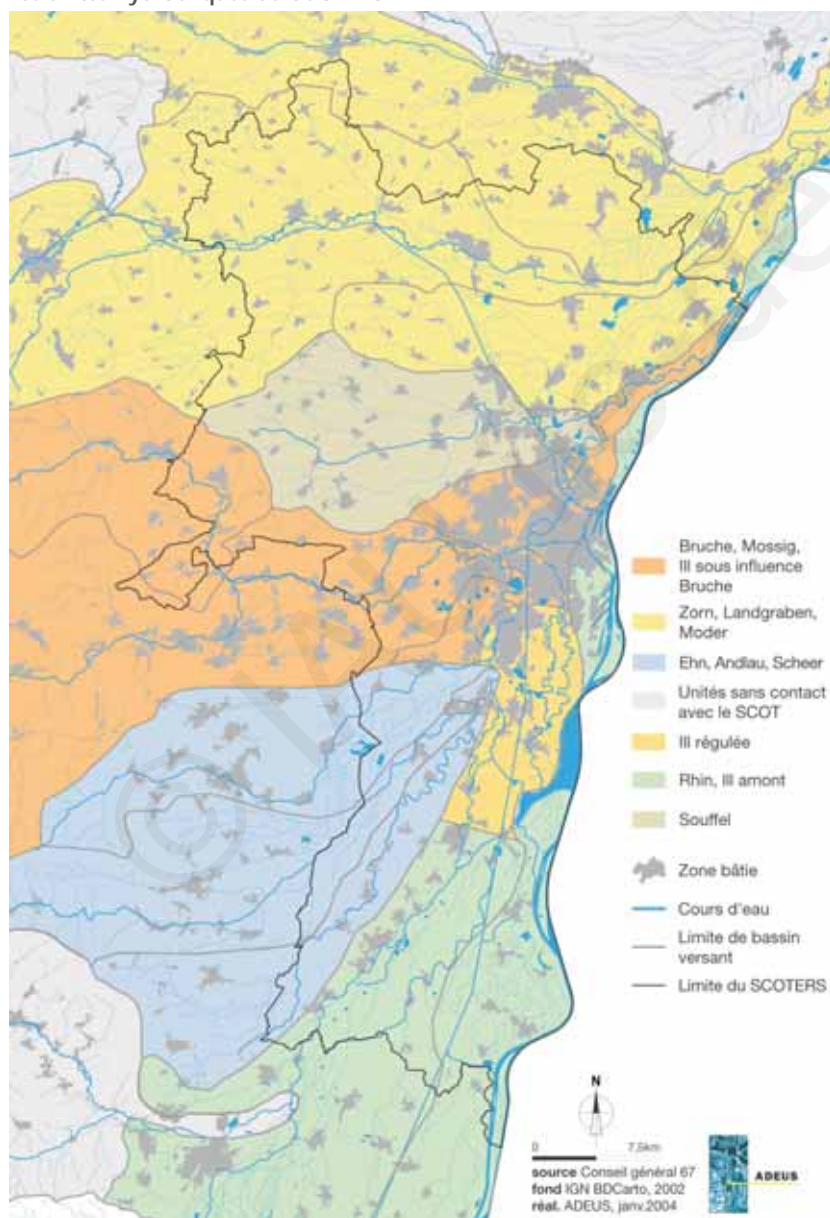 Bruche, Mossig,
Ill sous influence
Bruche
Zorn, Landgraben,
Moder
Ehn, Andlau, Scheer
Unités sans contact
avec le SCOT
Ill régulée
Rhin, Ill amont
Souffel
Zone bâtie
Cours d'eau
Limite de bassin
versant
Limite du SCOTERS
N
0 7,5km
source Conseil général 67
fond IGN BDCarto, 2002
réal. ADEUS, janv.2004
ADEUS